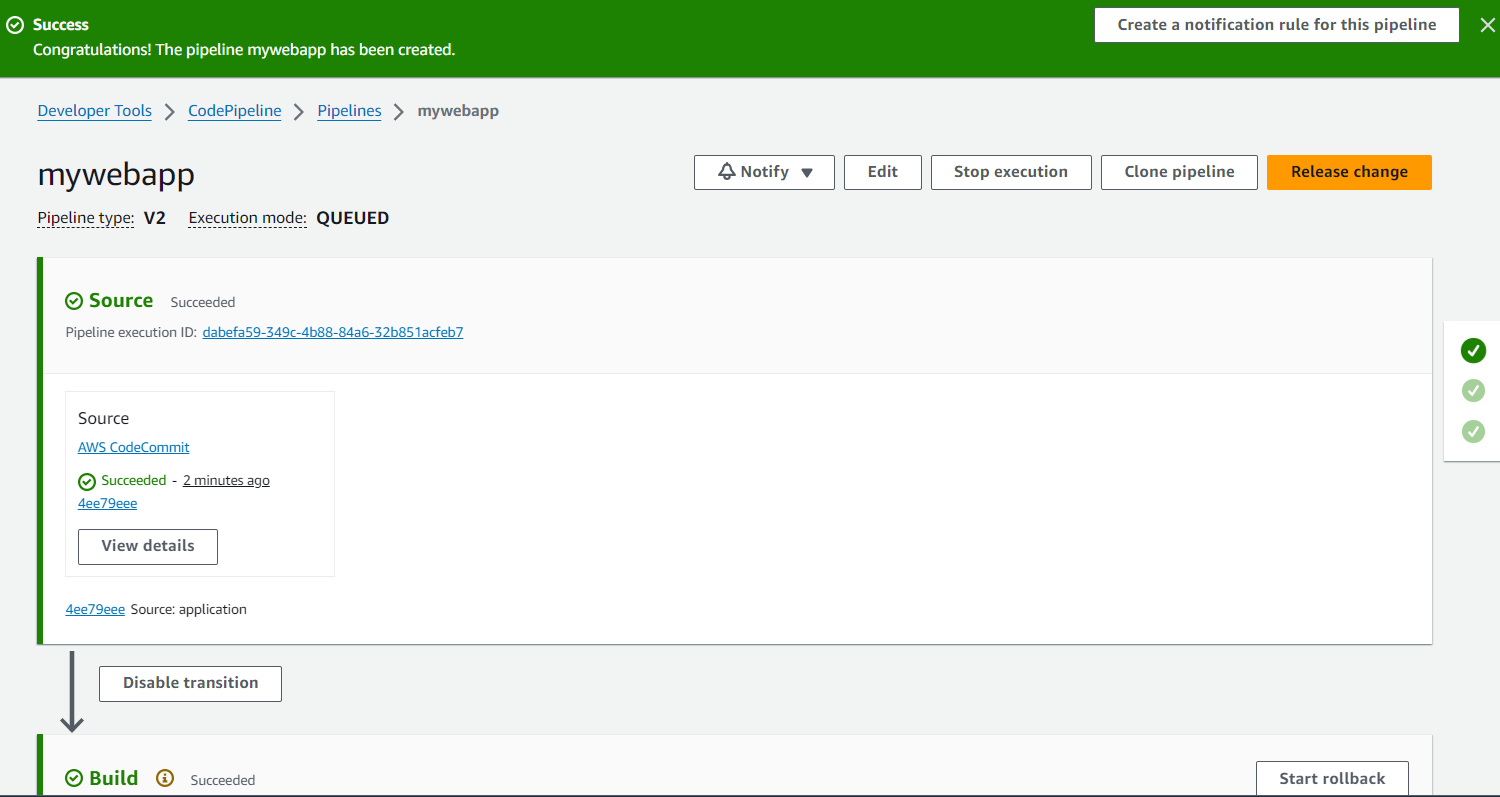 Success
Congratulations! The pipeline mywebapp has been created.
Create a notification rule for this pipeline
Developer Tools
CodePipeline
Pipelines
mywebapp
mywebapp
Notify
Edit
Stop execution
Clone pipeline
Release change
Pipeline type: V2
Execution mode: QUEUED
Source Succeeded
Pipeline execution ID: dabefa59-349c-4b88-84a6-32b851acfeb7
Source
AWS CodeCommit
Succeeded - 2 minutes ago
4ee79eee
View details
4ee79eee Source: application
Disable transition
Build Succeeded
Start rollback